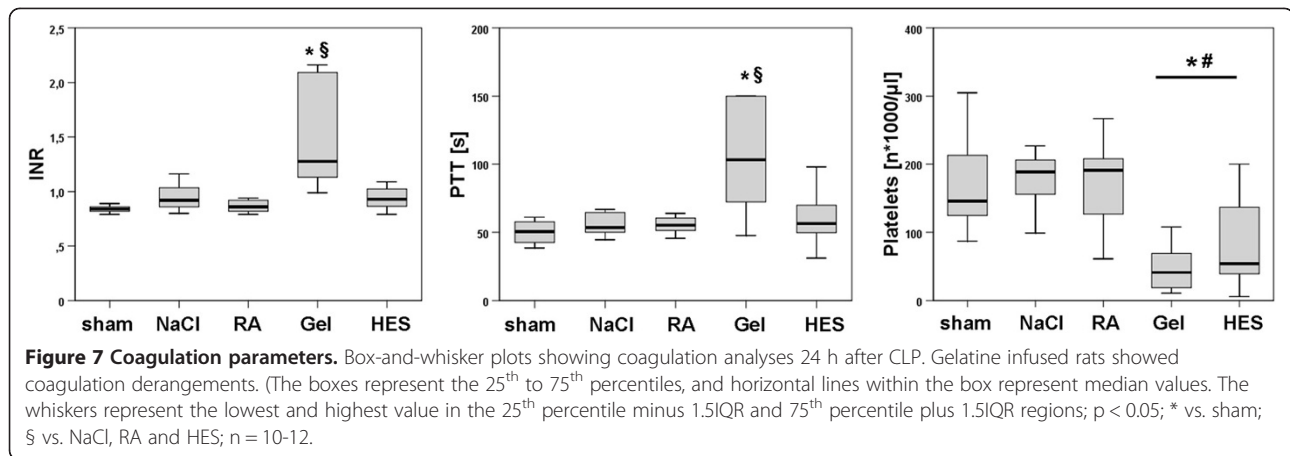 2,5
2,0
1,5
1,0
,5
0
INR
* §
sham NaCl RA Gel HES
200
150
100
50
0
PTT [s]
* §
sham NaCl RA Gel HES
400
300
200
100
0
Platelets [n*1000/µl]
* #
sham NaCl RA Gel HES
Figure 7 Coagulation parameters. Box-and-whisker plots showing coagulation analyses 24 h after CLP. Gelatine infused rats showed
coagulation derangements. (The boxes represent the 25th to 75th percentiles, and horizontal lines within the box represent median values. The
whiskers represent the lowest and highest value in the 25th percentile minus 1.5IQR and 75th percentile plus 1.5IQR regions; p < 0.05; * vs. sham;
§ vs. NaCl, RA and HES; n = 10-12.